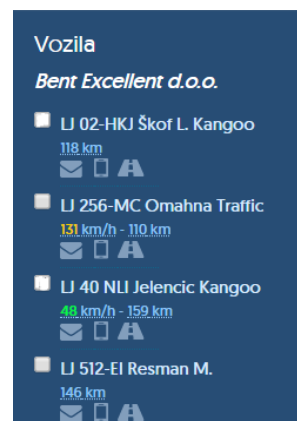 Vozila
Bent Excellent d.o.o.
LJ 02-HKJ Škof L. Kangoo
118 km
LJ 256-MC Omahna Traffic
131 km/h - 110 km
LJ 40 NLI Jelencic Kangoo
48 km/h - 159 km
LJ 512-EI Resman M.
146 km